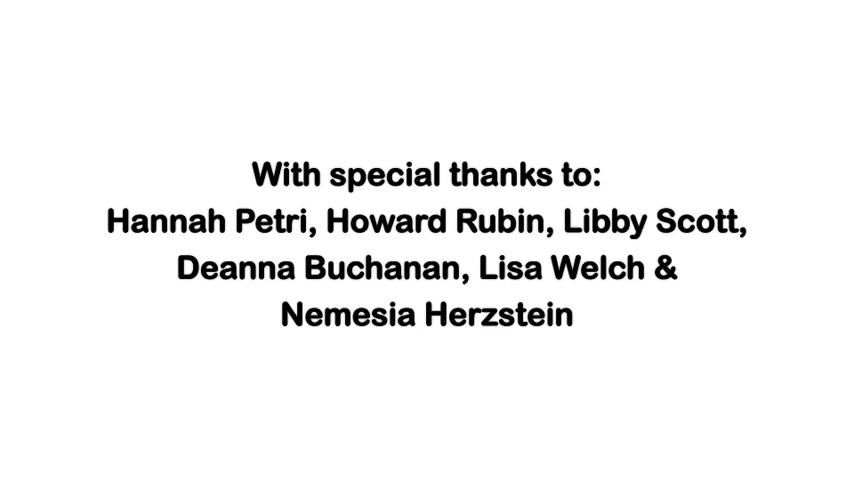 With special thanks to:
Hannah Petri, Howard Rubin, Libby Scott,
Deanna Buchanan, Lisa Welch &
Nemesia Herzstein